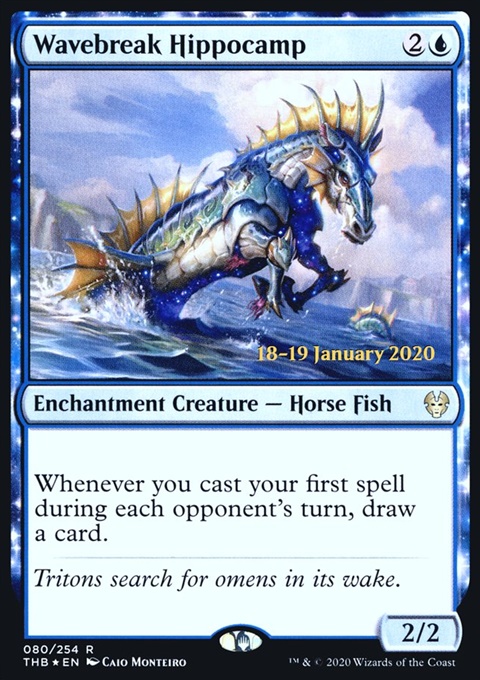 Wavebreak Hippocamp 2
18–19 January 2020
Enchantment Creature — Horse Fish
Whenever you cast your first spell
during each opponent's turn, draw
a card.
Tritons search for omens in its wake.
2/2
080/254 R
THB★EN Caio Monteiro
™ & © 2020 Wizards of the Coast